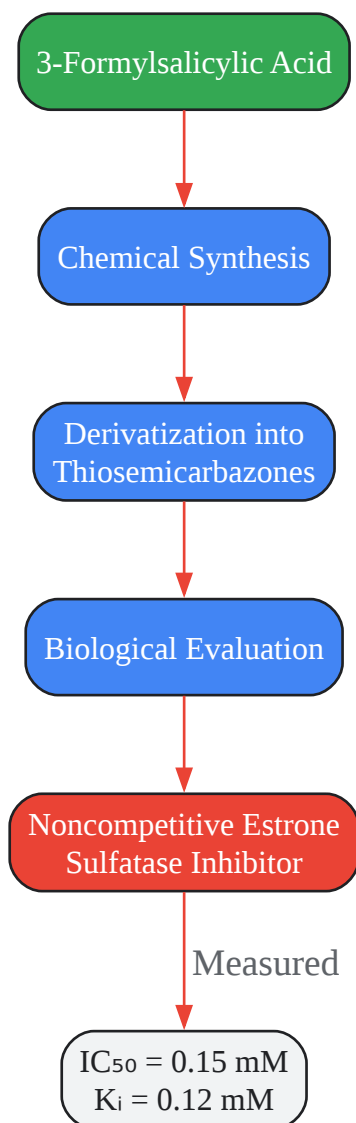 3-Formylsalicylic Acid
Chemical Synthesis
Derivatization into
Thiosemicarbazones
Biological Evaluation
Noncompetitive Estrone
Sulfatase Inhibitor
Measured
IC₅₀ = 0.15 mM
Kᵢ = 0.12 mM